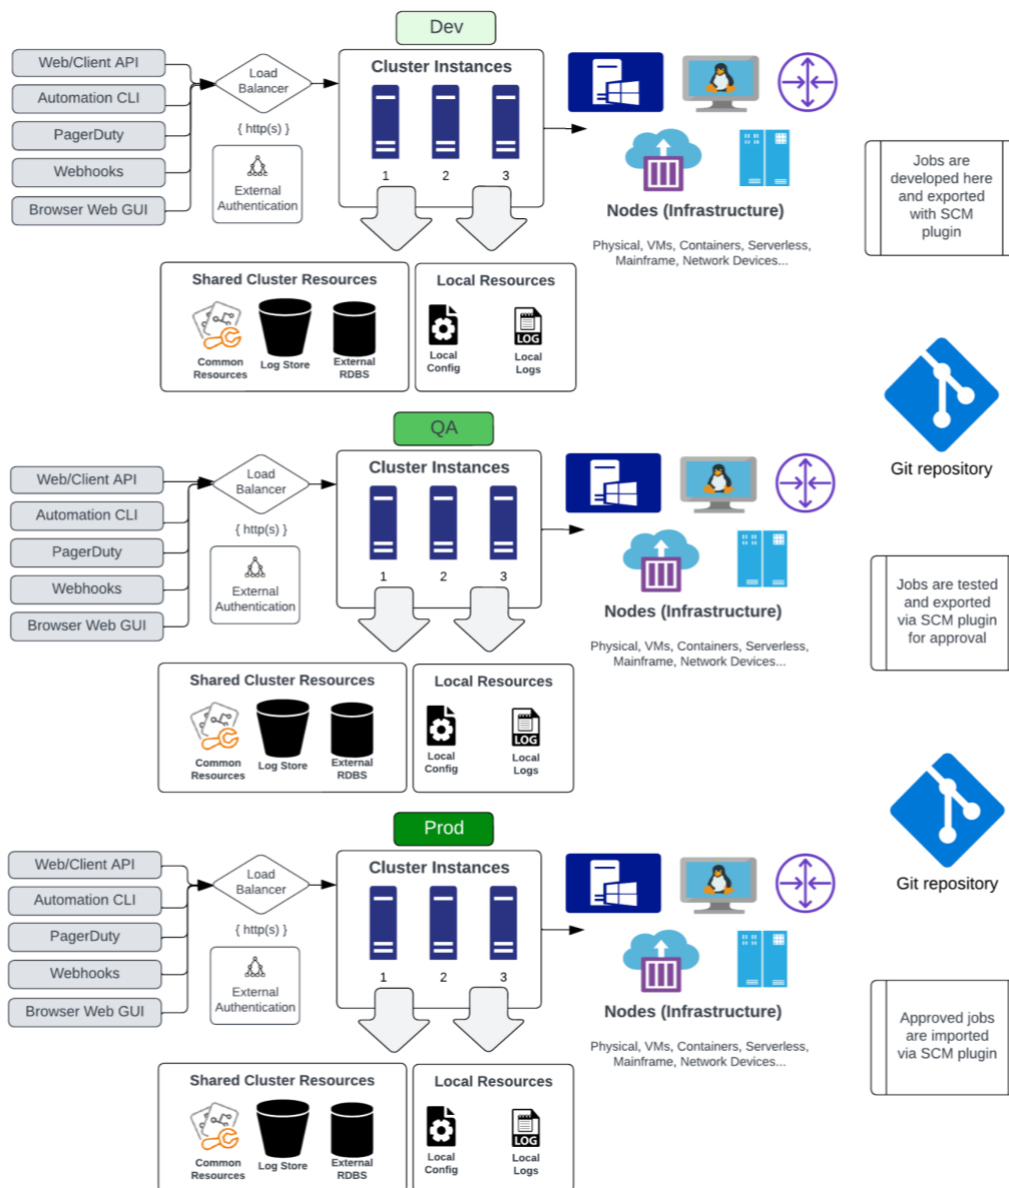 Dev
Web/Client API
Automation CLI
PagerDuty
Webhooks
Browser Web GUI
Load
Balancer
{ http(s) }
External
Authentication
Cluster Instances
1
2
3
Nodes (Infrastructure)
Physical, VMs, Containers, Serverless,
Mainframe, Network Devices...
Jobs are
developed here
and exported
with SCM
plugin
Shared Cluster Resources
Common
Resources
Log Store
External
RDBS
Local Resources
Local
Config
LOG
Local
Logs
Git repository
QA
Web/Client API
Automation CLI
PagerDuty
Webhooks
Browser Web GUI
Load
Balancer
{ http(s) }
External
Authentication
Cluster Instances
1
2
3
Nodes (Infrastructure)
Physical, VMs, Containers, Serverless,
Mainframe, Network Devices...
Jobs are tested
and exported
via SCM plugin
for approval
Shared Cluster Resources
Common
Resources
Log Store
External
RDBS
Local Resources
Local
Config
LOG
Local
Logs
Git repository
Prod
Web/Client API
Automation CLI
PagerDuty
Webhooks
Browser Web GUI
Load
Balancer
{ http(s) }
External
Authentication
Cluster Instances
1
2
3
Nodes (Infrastructure)
Physical, VMs, Containers, Serverless,
Mainframe, Network Devices...
Approved jobs
are imported
via SCM plugin
Shared Cluster Resources
Common
Resources
Log Store
External
RDBS
Local Resources
Local
Config
LOG
Local
Logs